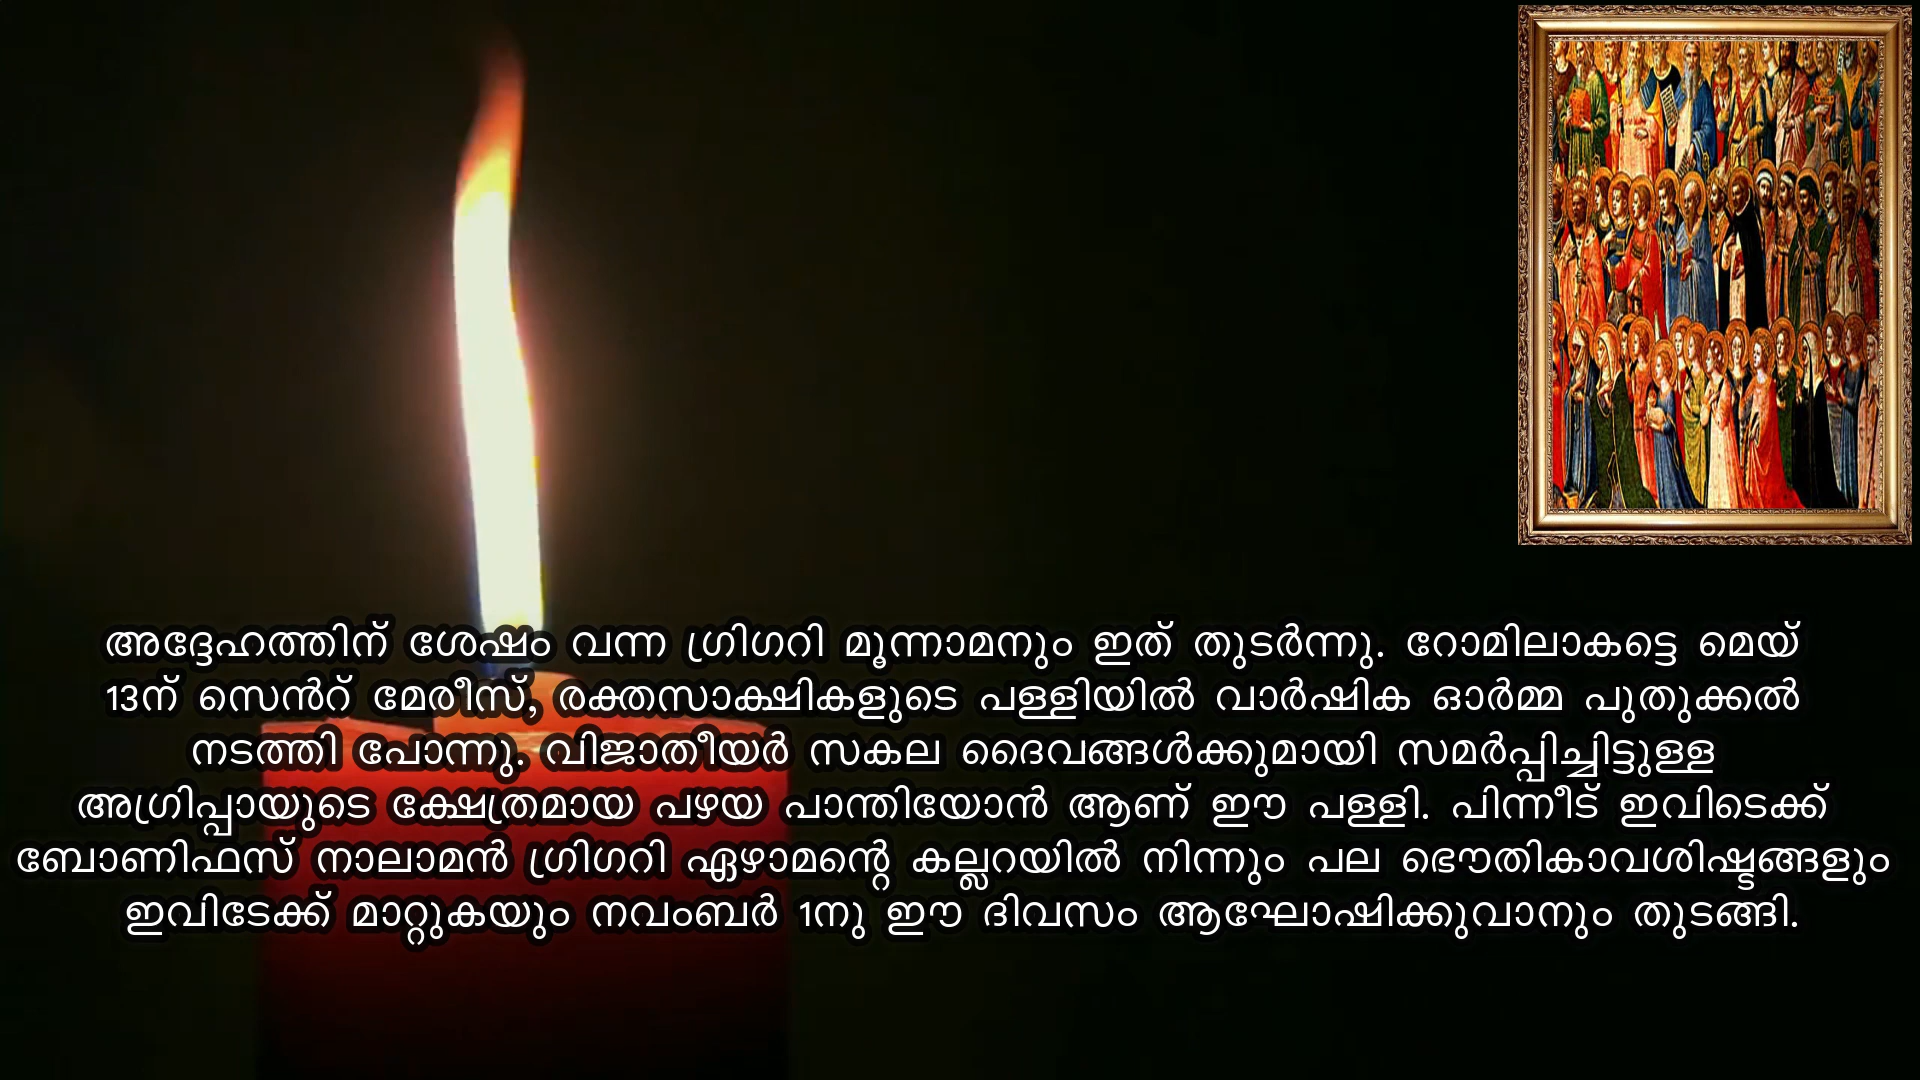 അദ്ദേഹത്തിന് ശേഷം വന്ന ഗ്രിഗറി മൂന്നാമനും ഇത് തുടർന്നു. റോമിലാകട്ടെ മെയ്
13ന് സെൻറ് മേരീസ്, രക്തസാക്ഷികളുടെ പള്ളിയിൽ വാർഷിക ഓർമ്മ പുതുക്കൽ
നടത്തി പോന്നു. വിജാതീയർ സകല ദൈവങ്ങൾക്കുമായി സമർപ്പിച്ചിട്ടുള്ള
അഗ്രിപ്പായുടെ ക്ഷേത്രമായ പഴയ പാന്തിയോൻ ആണ് ഈ പള്ളി. പിന്നീട് ഇവിടെക്ക്
ബോണിഫസ് നാലാമൻ ഗ്രിഗറി ഏഴാമന്റെ കല്ലറയിൽ നിന്നും പല ഭൌതികാവശിഷ്ടങ്ങളും
ഇവിടേക്ക് മാറ്റുകയും നവംബർ 1നു ഈ ദിവസം ആഘോഷിക്കുവാനും തുടങ്ങി.